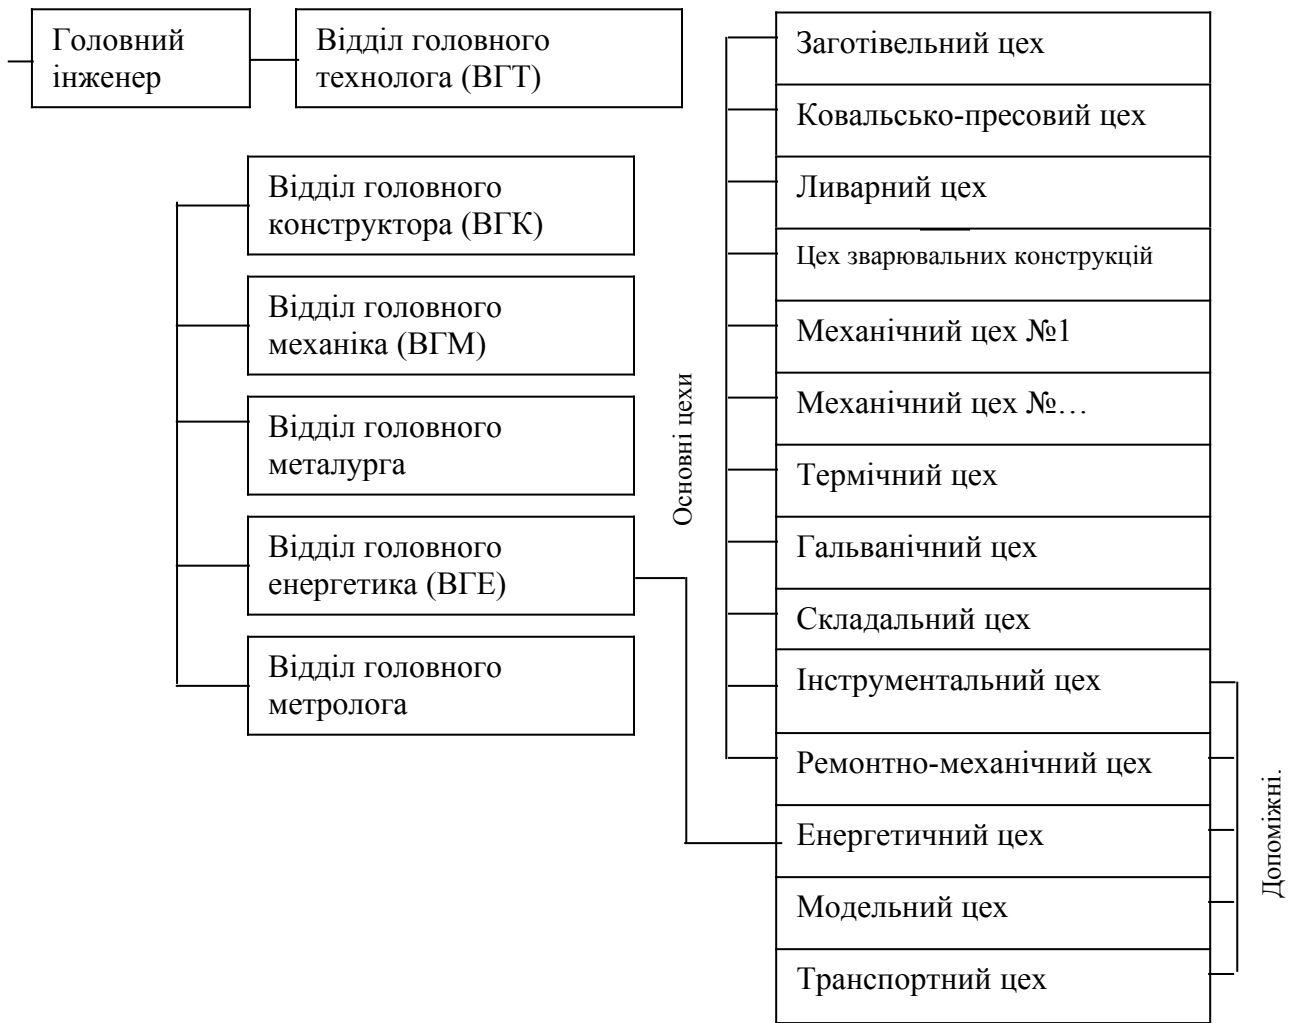 Головний
інженер
Відділ головного
технолога (ВГТ)
Відділ головного
конструктора (ВГК)
Відділ головного
механіка (ВГМ)
Відділ головного
металурга
Відділ головного
енергетика (ВГЕ)
Відділ головного
метролога
Основні цехи
Заготівельний цех
Ковальсько-пресовий цех
Ливарний цех
Цех зварювальних конструкцій
Механічний цех №1
Механічний цех №…
Термічний цех
Гальванічний цех
Складальний цех
Інструментальний цех
Ремонтно-механічний цех
Енергетичний цех
Модельний цех
Транспортний цех
Допоміжні.